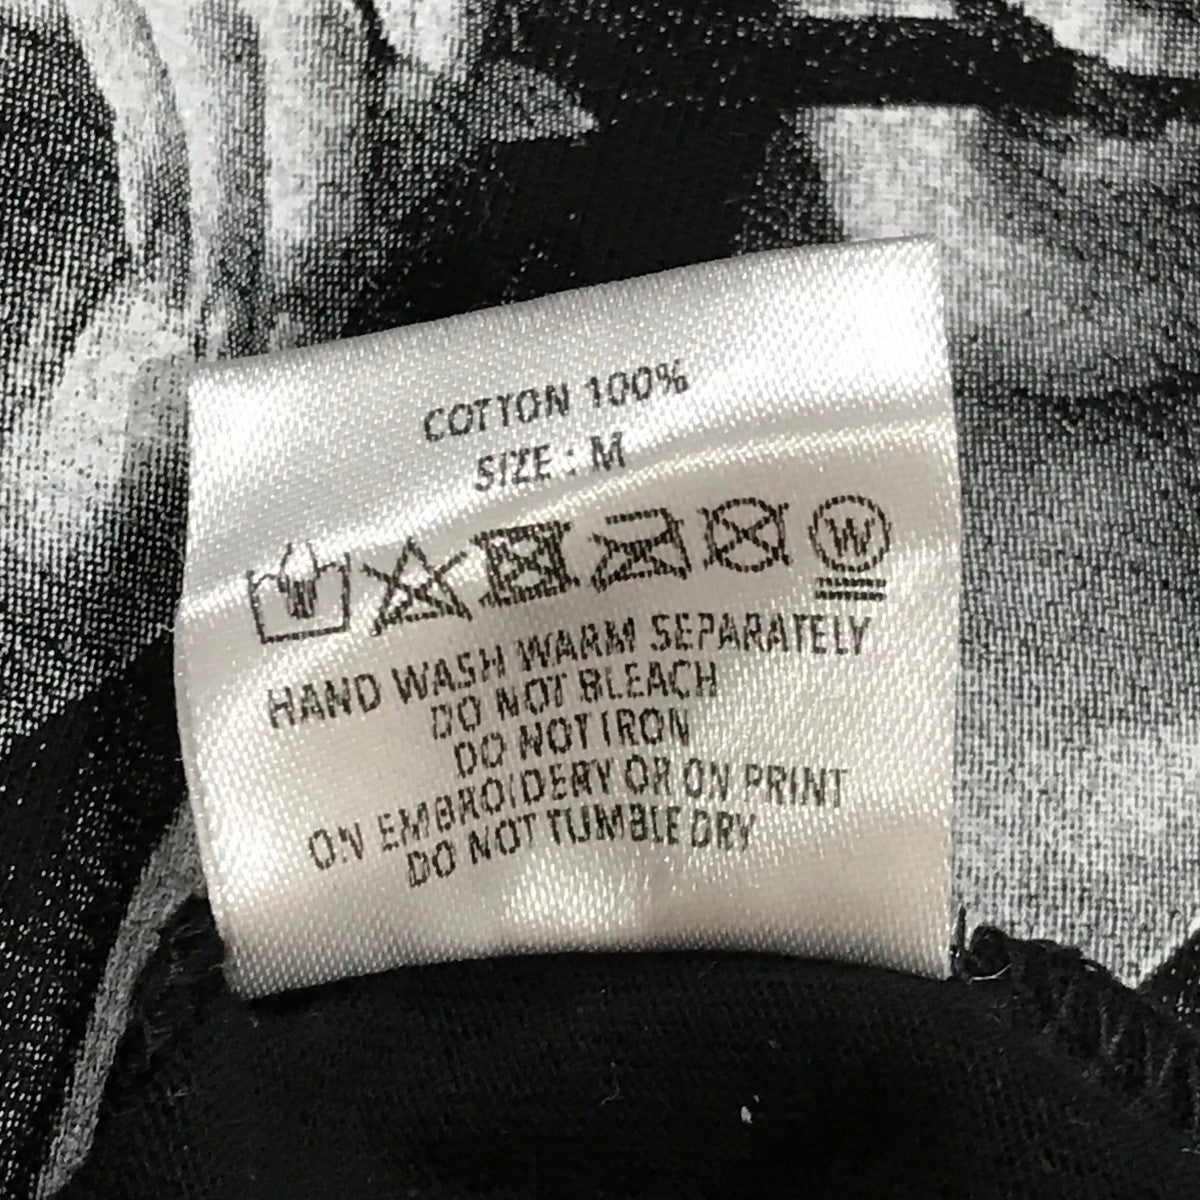 COTTON 100%
SIZE : M
W
HAND WASH WARM SEPARATELY
DO NOT BLEACH
DO NOT IRON
ON EMBROIDERY OR ON PRINT
DO NOT TUMBLE DRY